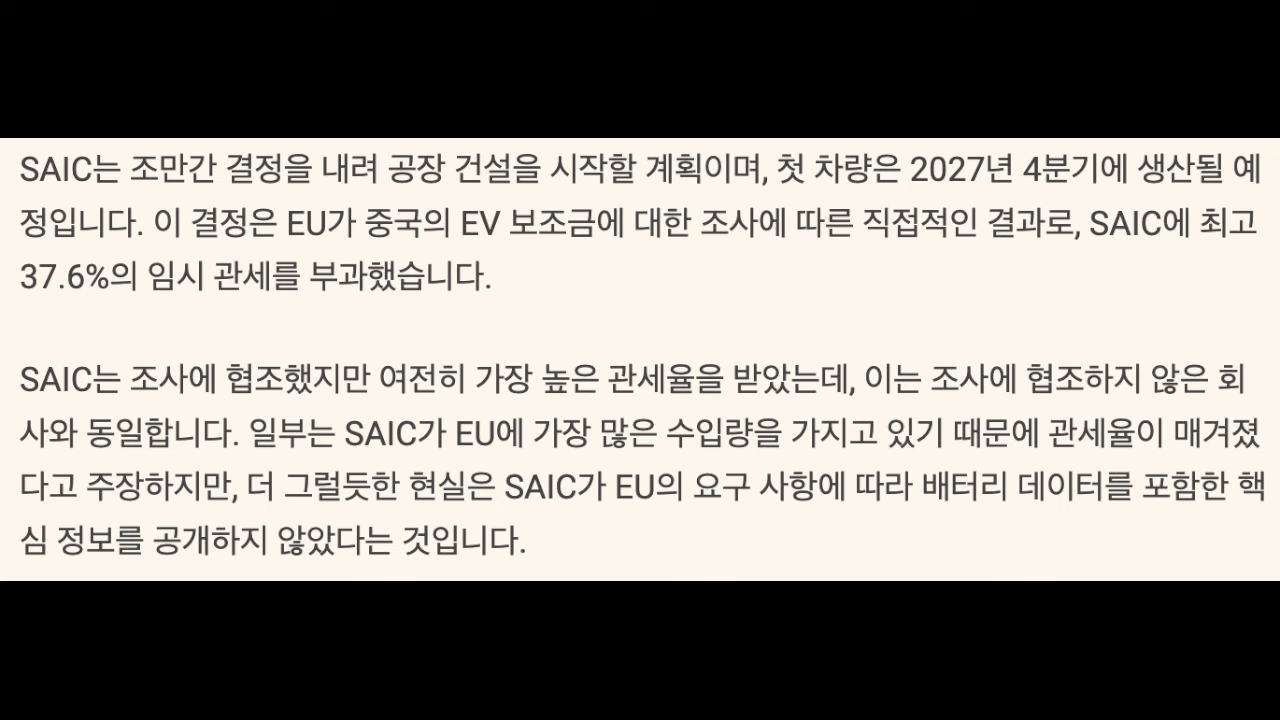 SAIC는 조만간 결정을 내려 공장 건설을 시작할 계획이며, 첫 차량은 2027년 4분기에 생산될 예
정입니다. 이 결정은 EU가 중국의 EV 보조금에 대한 조사에 따른 직접적인 결과로, SAIC에 최고
37.6%의 임시 관세를 부과했습니다.
SAIC는 조사에 협조했지만 여전히 가장 높은 관세율을 받았는데, 이는 조사에 협조하지 않은 회
사와 동일합니다. 일부는 SAIC가 EU에 가장 많은 수입량을 가지고 있기 때문에 관세율이 매겨졌
다고 주장하지만, 더 그럴듯한 현실은 SAIC가 EU의 요구 사항에 따라 배터리 데이터를 포함한 핵
심 정보를 공개하지 않았다는 것입니다.